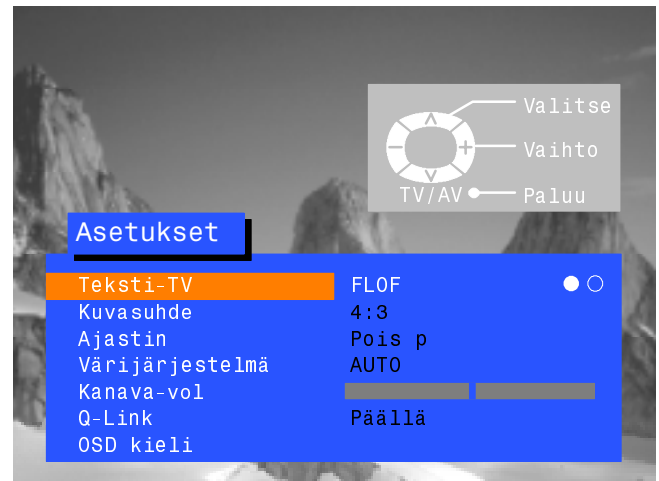 Valitse
Vaihto
TV/AV Paluu
Asetukset
Teksti-TV FLOF
Kuvasuhde 4:3
Ajastin Pois p
Värijärjestelmä AUTO
Kanava-vol
Q-Link Päällä
OSD kieli